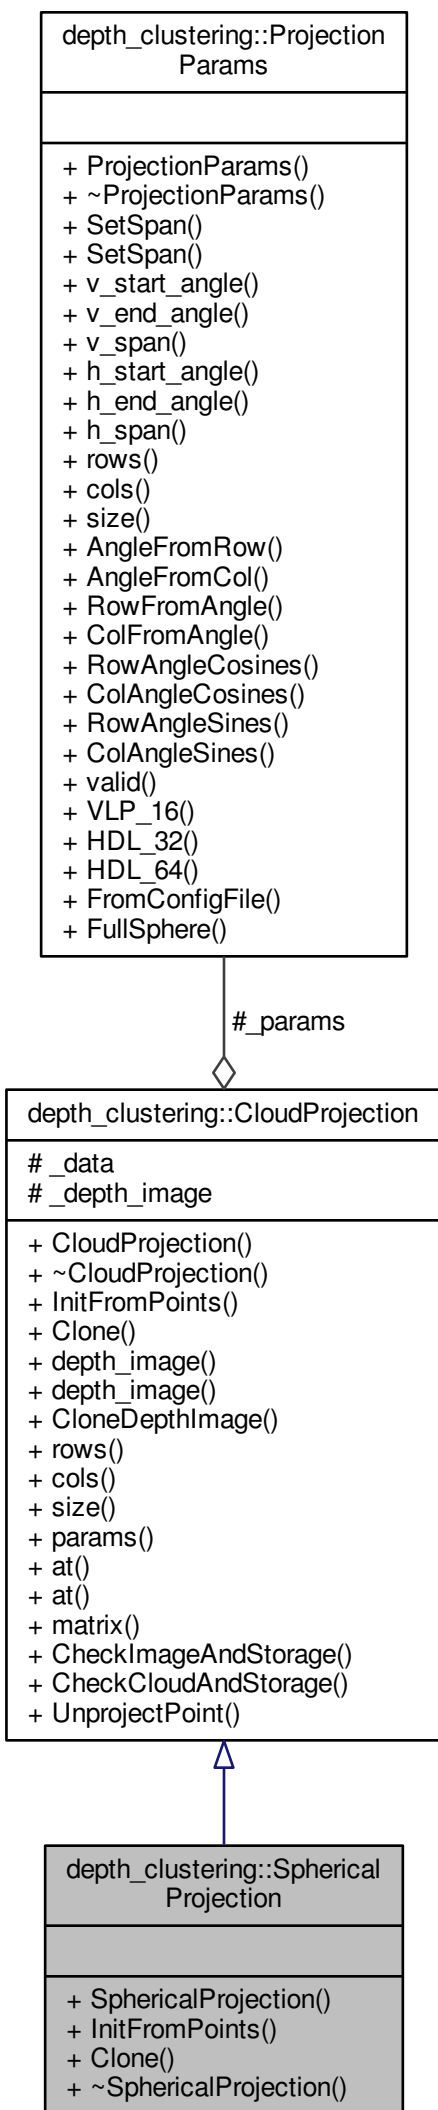 depth_clustering::Projection
Params
+ ProjectionParams()
+ ~ProjectionParams()
+ SetSpan()
+ SetSpan()
+ v_start_angle()
+ v_end_angle()
+ v_span()
+ h_start_angle()
+ h_end_angle()
+ h_span()
+ rows()
+ cols()
+ size()
+ AngleFromRow()
+ AngleFromCol()
+ RowFromAngle()
+ ColFromAngle()
+ RowAngleCosines()
+ ColAngleCosines()
+ RowAngleSines()
+ ColAngleSines()
+ valid()
+ VLP_16()
+ HDL_32()
+ HDL_64()
+ FromConfigFile()
+ FullSphere()
#_params
depth_clustering::CloudProjection
# _data
# _depth_image
+ CloudProjection()
+ ~CloudProjection()
+ InitFromPoints()
+ Clone()
+ depth_image()
+ depth_image()
+ CloneDepthImage()
+ rows()
+ cols()
+ size()
+ params()
+ at()
+ at()
+ matrix()
+ CheckImageAndStorage()
+ CheckCloudAndStorage()
+ UnprojectPoint()
depth_clustering::Spherical
Projection
+ SphericalProjection()
+ InitFromPoints()
+ Clone()
+ ~SphericalProjection()